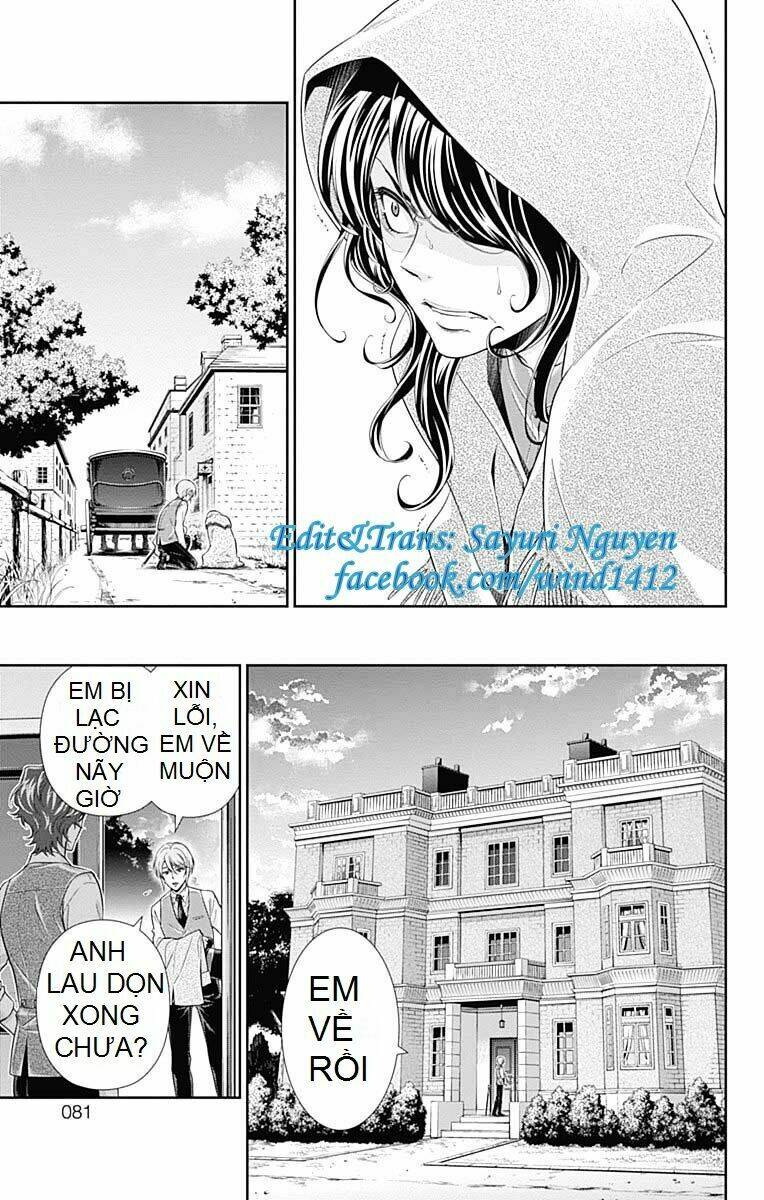 Edit&Trans: Sayuri Nguyen
facebook.com/wind1412
EM
VỀ
RỒI
XIN
LỖI,
EM VỀ
MUỘN
EM BỊ
LẠC
ĐƯỜNG
NÃY
GIỜ
ANH
LAU DỌN
XONG
CHƯA?
081